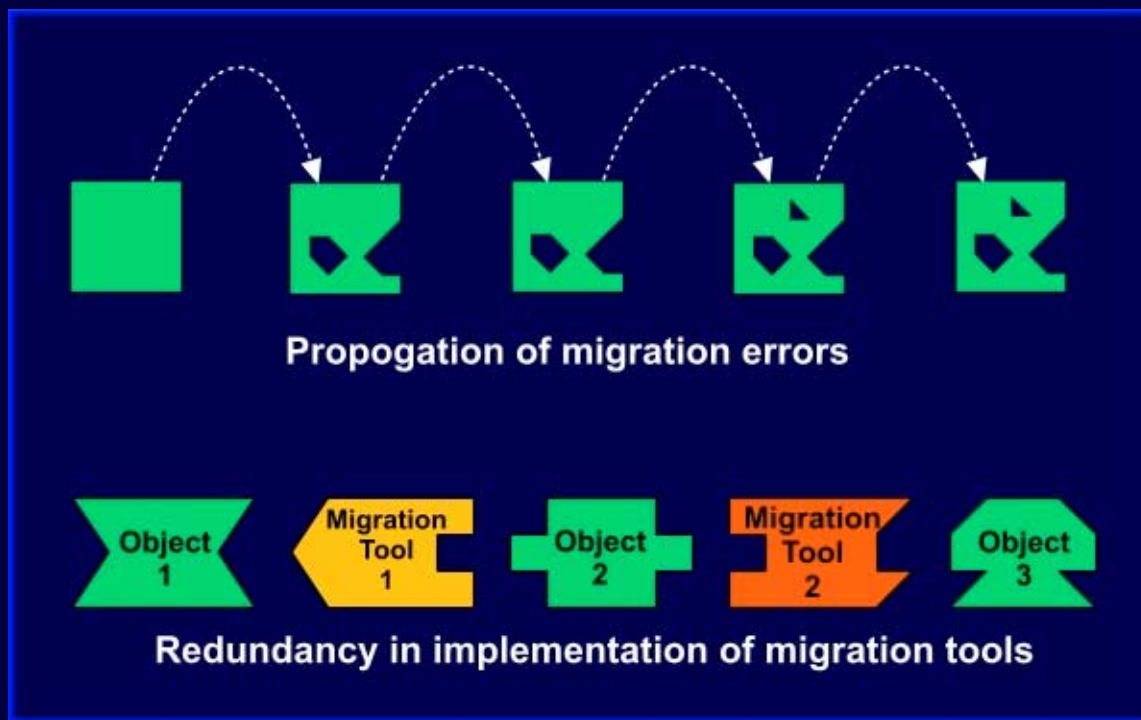 Propogation of migration errors
Object
1
Migration
Tool
1
Object
2
Migration
Tool
2
Object
3
Redundancy in implementation of migration tools